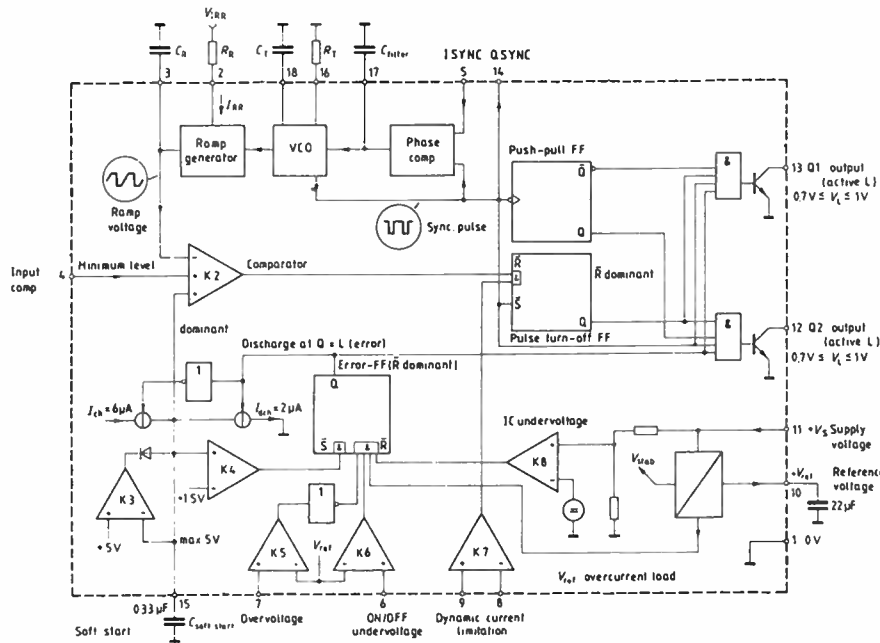 V_RR
C_R
R_R
C_T
R_T
C_filter
I SYNC Q SYNC
3
2
18
16
17
5
14
I_RR
Ramp generator
VCO
Phase comp
Push-pull FF
Q̄
Q
&
13 Q1 output
(active L)
0,7V ≤ V_L ≤ 1V
Ramp voltage
Sync. pulse
Input comp
4
Minimum level
−
+
+
K2
Comparator
R̄
&
S̄
R̄ dominant
Q
Pulse turn-off FF
&
12 Q2 output
(active L)
0,7V ≤ V_L ≤ 1V
dominant
Discharge at Q = L (error)
Error-FF (R̄ dominant)
Q
1
I_ch = 6µA
I_dch = 2µA
S̄
&
&
R̄
IC undervoltage
+
−
K8
V_stab
11 +V_S Supply voltage
+V_ref Reference voltage
10
22µF
1 0V
+
−
K4
+1.5V
K3
+
−
+5V
max 5V
1
K5
+
−
V_ref
K6
−
+
K7
+
−
V_ref overcurrent load
0.33 µF
15
C_soft start
Soft start
7
Overvoltage
6
ON/OFF undervoltage
9
8
Dynamic current limitation